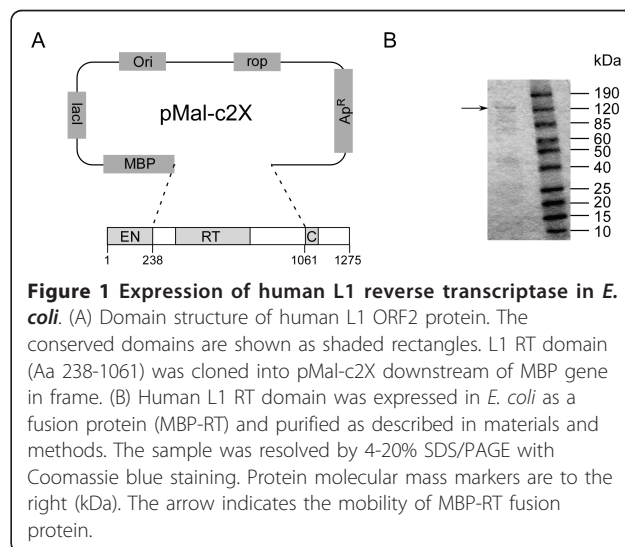 A
B
kDa
Ori
rop
lacI
pMal-c2X
Ap^R
MBP
190
120
85
60
50
40
25
20
15
10
EN
RT
C
1
238
1061
1275
Figure 1 Expression of human L1 reverse transcriptase in E.
coli. (A) Domain structure of human L1 ORF2 protein. The
conserved domains are shown as shaded rectangles. L1 RT domain
(Aa 238-1061) was cloned into pMal-c2X downstream of MBP gene
in frame. (B) Human L1 RT domain was expressed in E. coli as a
fusion protein (MBP-RT) and purified as described in materials and
methods. The sample was resolved by 4-20% SDS/PAGE with
Coomassie blue staining. Protein molecular mass markers are to the
right (kDa). The arrow indicates the mobility of MBP-RT fusion
protein.